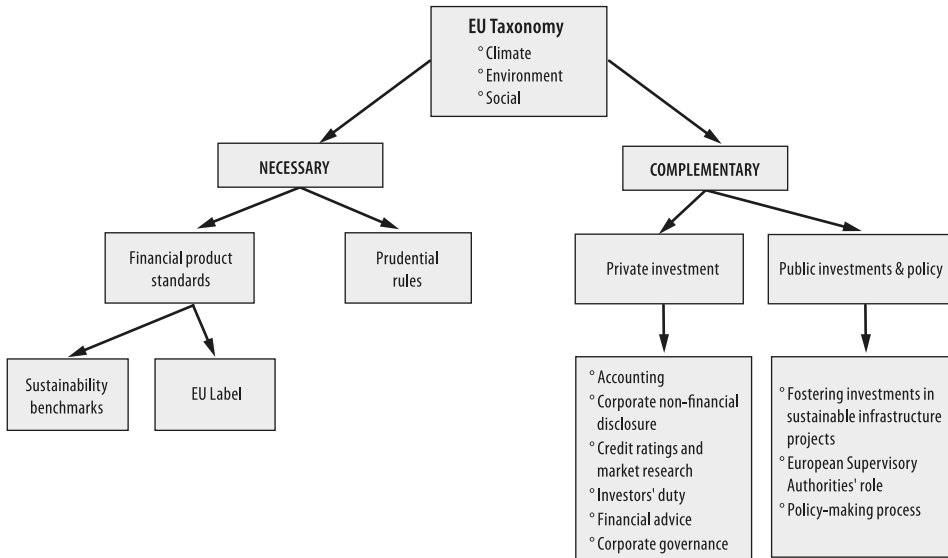 EU Taxonomy
° Climate
° Environment
° Social
NECESSARY
COMPLEMENTARY
Financial product
standards
Prudential
rules
Private investment
Public investments & policy
Sustainability
benchmarks
EU Label
° Accounting
° Corporate non-financial
disclosure
° Credit ratings and
market research
° Investors' duty
° Financial advice
° Corporate governance
° Fostering investments in
sustainable infrastructure
projects
° European Supervisory
Authorities' role
° Policy-making process